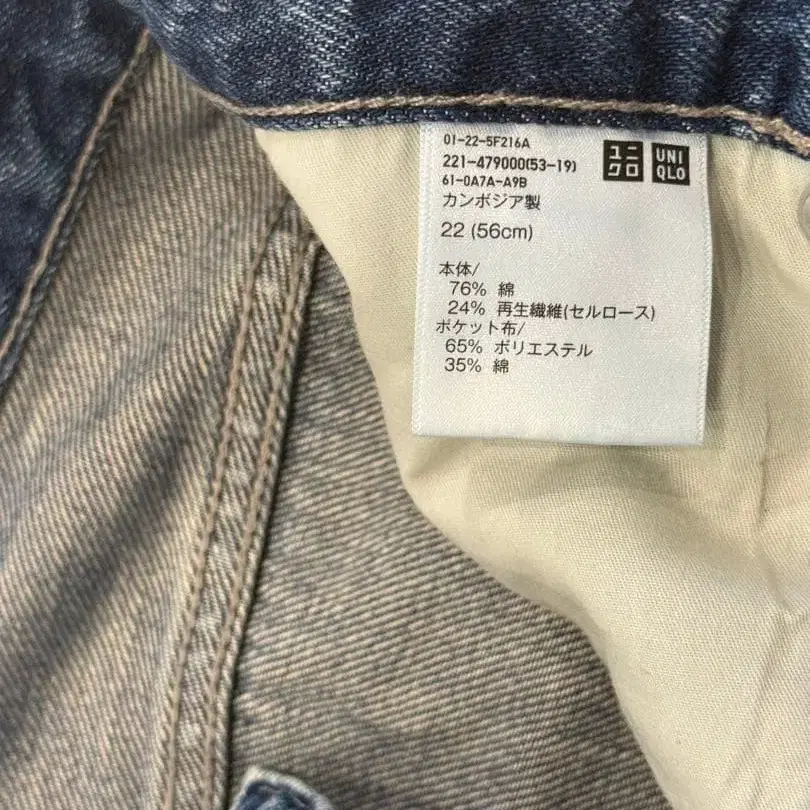 01-22-5F216A
221-479000(53-19)
61-0A7A-A9B
カンボジア製
ユニ
クロ
UNI
QLO
22 (56cm)
本体/
76% 綿
24% 再生繊維(セルロース)
ポケット布/
65% ポリエステル
35% 綿